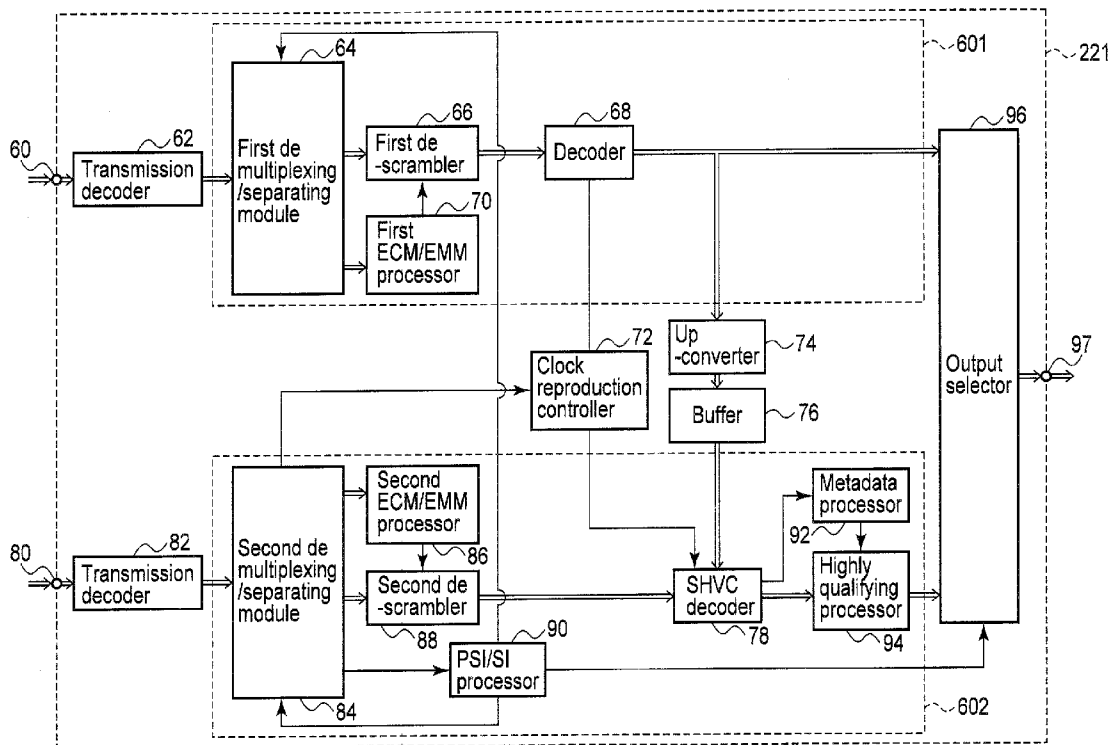 64
601
221
66
68
96
62
60
First de
multiplexing
/separating
module
First de
-scrambler
Decoder
Transmission
decoder
70
First
ECM/EMM
processor
72
Up
-converter
74
97
Clock
reproduction
controller
Output
selector
Buffer
76
Second
ECM/EMM
processor
Metadata
processor
92
82
86
80
Transmission
decoder
Second de
multiplexing
/separating
module
Second de
-scrambler
SHVC
decoder
Highly
qualifying
processor
88
90
78
94
PSI/SI
processor
84
602